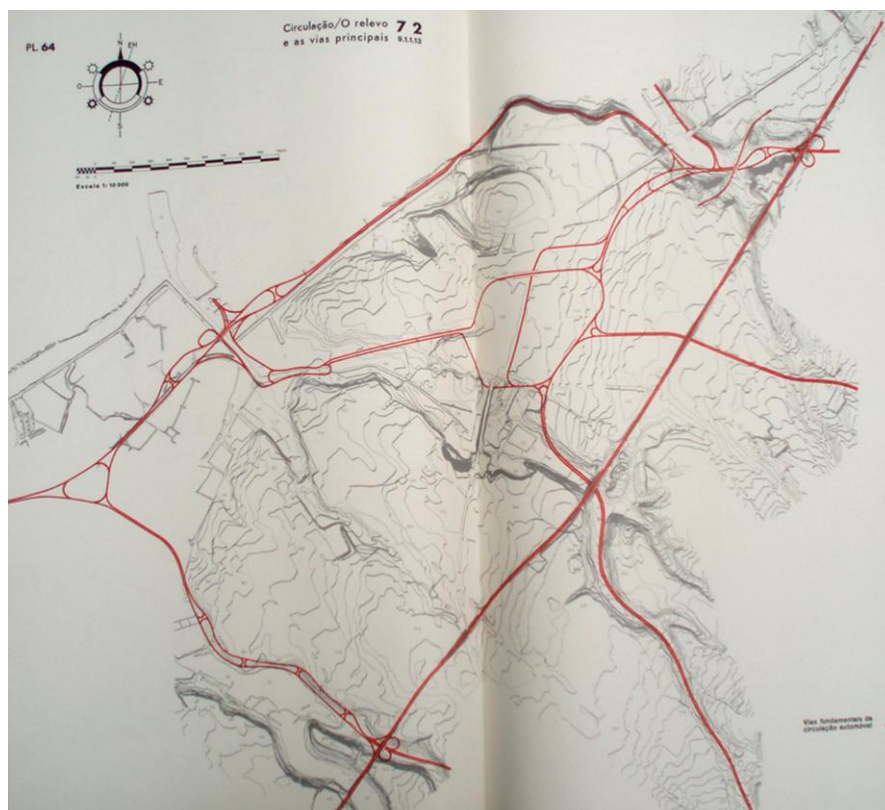 PL. 64
Circulação/O relevo
e as vias principais
7 2
9.1.1.13
N
EH
O
E
S
Escala 1:10 000
Vias fundamentais de
circulação automóvel